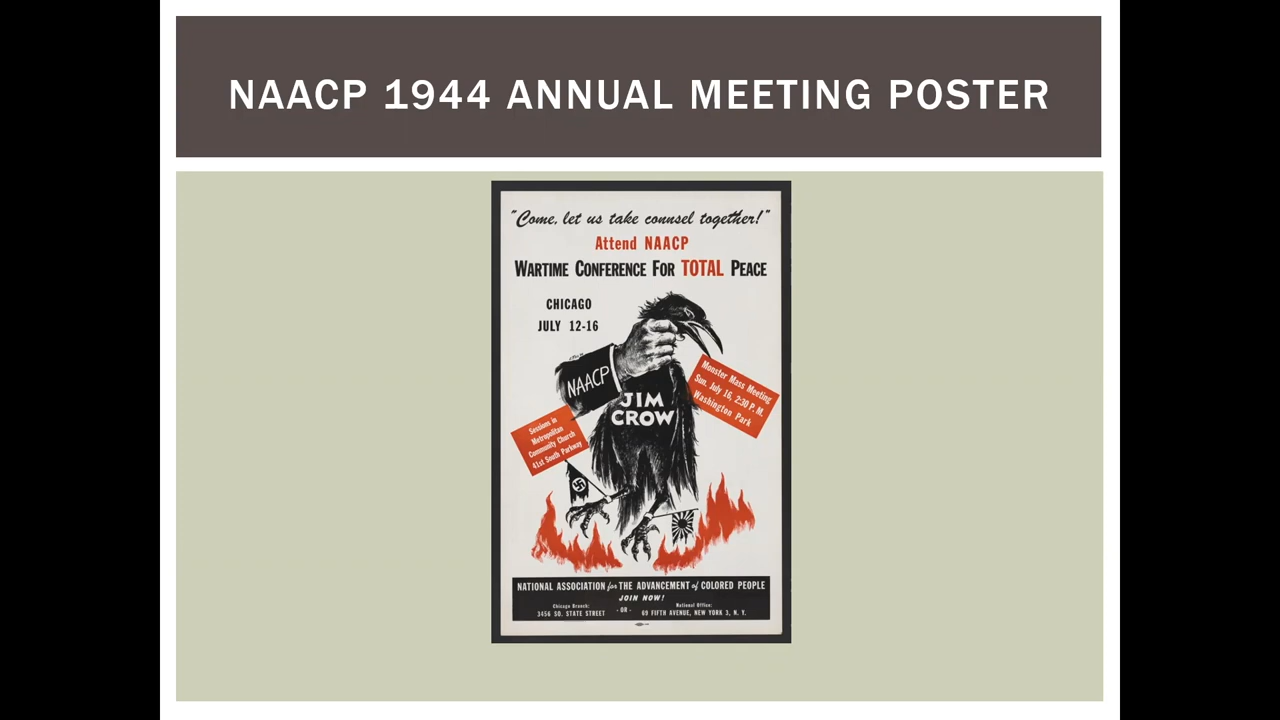 NAACP 1944 ANNUAL MEETING POSTER
"Come, let us take counsel together!"
Attend NAACP
WARTIME CONFERENCE FOR TOTAL PEACE
CHICAGO
JULY 12-16
NAACP
JIM
CROW
Monster Mass Meeting
Sun. July 16, 2:30 P. M.
Washington Park
Sessions in
Metropolitan
Community Church
41st South Parkway
NATIONAL ASSOCIATION for THE ADVANCEMENT of COLORED PEOPLE
JOIN NOW!
Chicago Branch:
3456 SO. STATE STREET
- OR -
National Office:
69 FIFTH AVENUE, NEW YORK 3, N. Y.